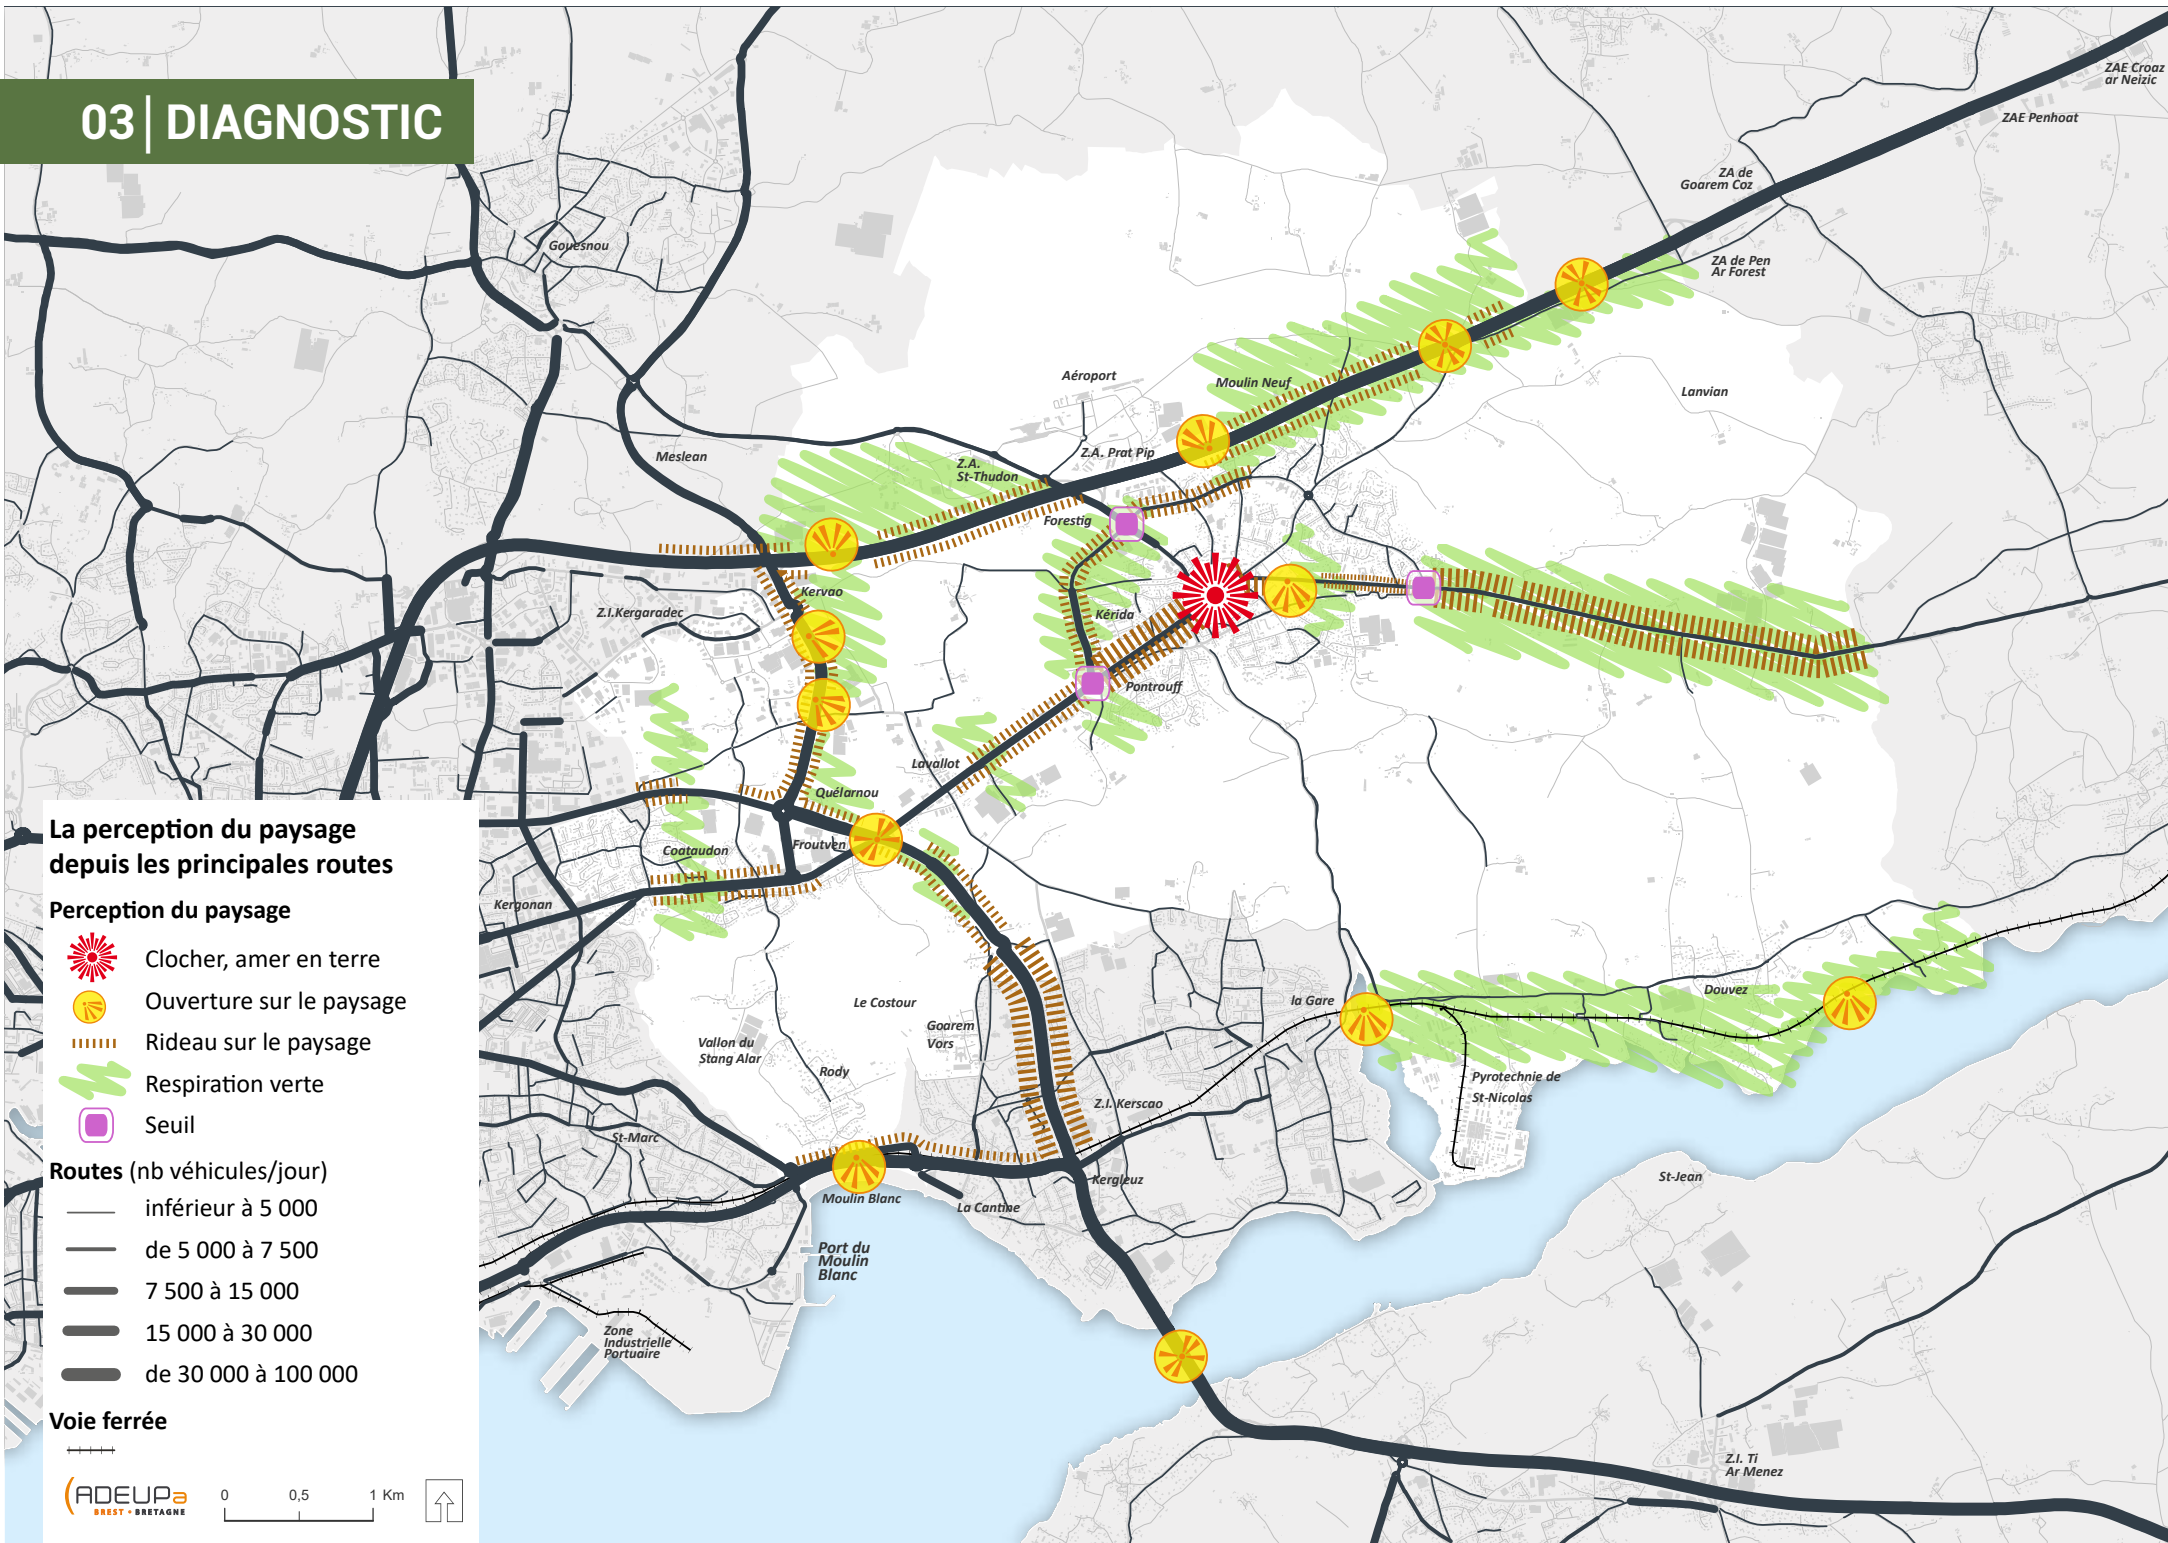 03 | DIAGNOSTIC
ZAE Croaz
ar Neizic
ZAE Penhoat
ZA de
Goarem Coz
Gouesnou
ZA de Pen
Ar Forest
Aéroport
Moulin Neuf
Lanvian
Meslean
Z.A. Prat Pip
Z.A.
St-Thudon
Forestig
Kervao
Z.I.Kergaradec
Kérida
Pontrouff
Lavallot
Quélarnou
Froutven
Coataudon
Kergonan
Le Costour
la Gare
Douvez
Goarem
Vors
Vallon du
Stang Alar
Rody
Pyrotechnie de
St-Nicolas
Z.I. Kerscao
St-Marc
Kergleuz
St-Jean
Moulin Blanc
La Cantine
Port du
Moulin
Blanc
Zone
Industrielle
Portuaire
Z.I. Ti
Ar Menez
La perception du paysage
depuis les principales routes
Perception du paysage
Clocher, amer en terre
Ouverture sur le paysage
Rideau sur le paysage
Respiration verte
Seuil
Routes (nb véhicules/jour)
inférieur à 5 000
de 5 000 à 7 500
7 500 à 15 000
15 000 à 30 000
de 30 000 à 100 000
Voie ferrée
ADEUPa
BREST • BRETAGNE
0 0,5 1 Km